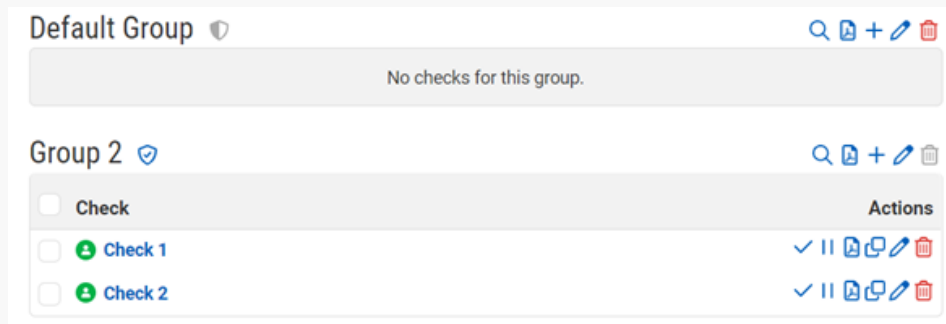 Default Group
No checks for this group.
Group 2
Check Actions
Check 1
Check 2